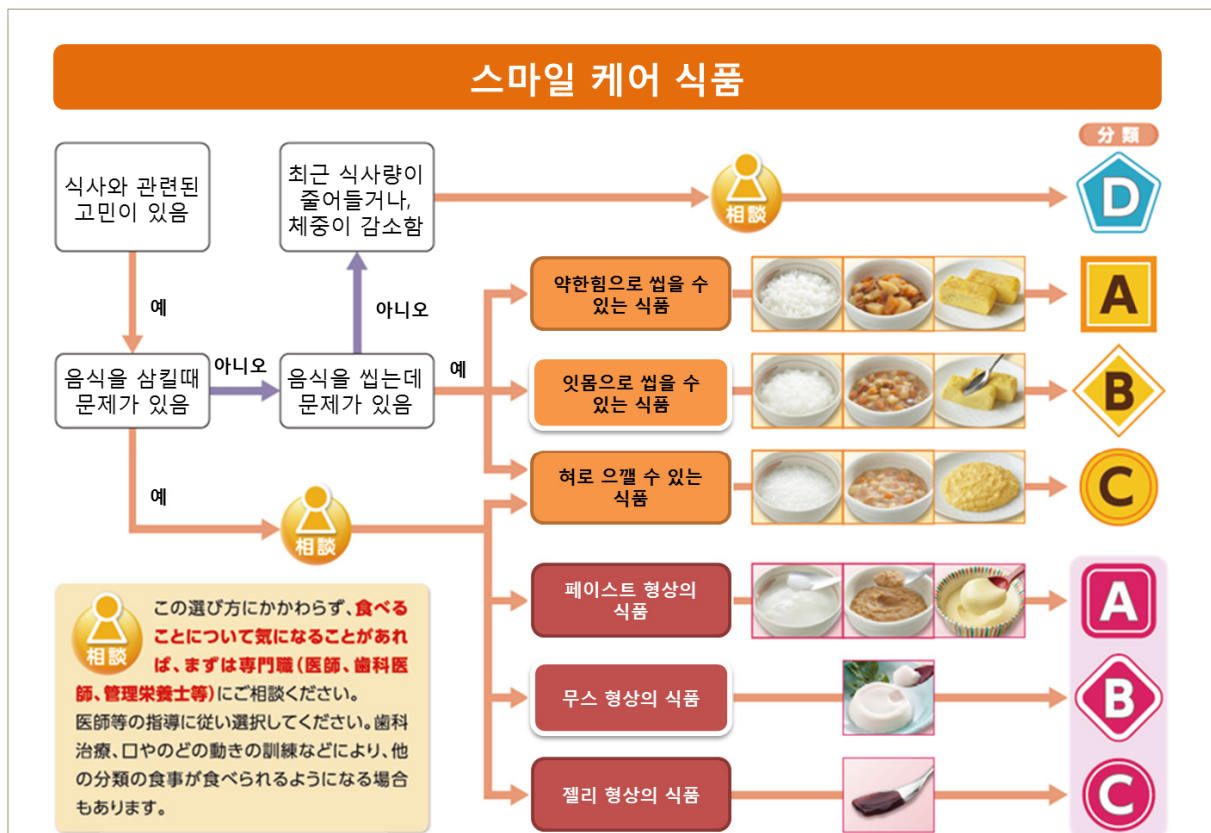 스마일 케어 식품
分類
식사와 관련된
고민이 있음
최근 식사량이
줄어들거나,
체중이 감소함
相談
D
예
아니오
약한힘으로 씹을 수
있는 식품
A
음식을 삼킬때
문제가 있음
아니오
음식을 씹는데
문제가 있음
예
잇몸으로 씹을 수
있는 식품
B
혀로 으깰 수 있는
식품
C
예
相談
페이스트 형상의
식품
A
무스 형상의 식품
B
젤리 형상의 식품
C
相談
この選び方にかかわらず、食べる
ことについて気になることがあれ
ば、まずは専門職(医師、歯科医
師、管理栄養士等)にご相談ください。
医師等の指導に従い選択してください。歯科
治療、口やのどの動きの訓練などにより、他
の分類の食事が食べられるようになる場合
もあります。